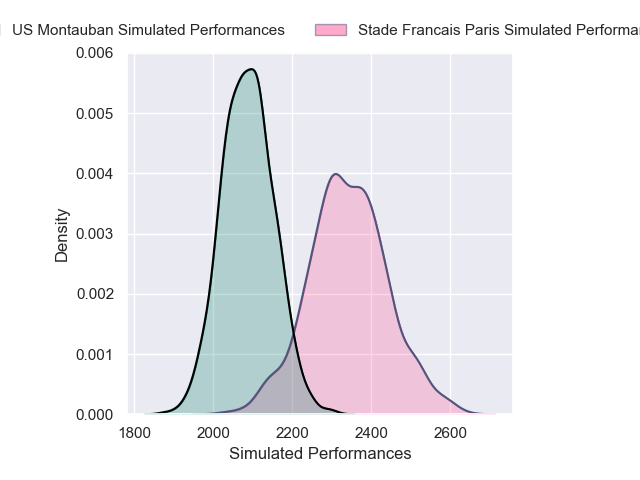 US Montauban Simulated Performances
Stade Francais Paris Simulated
0.006
0.005
0.004
0.003
0.002
0.001
0.000
Density
1800 2000 2200 2400 2600
Simulated Performances